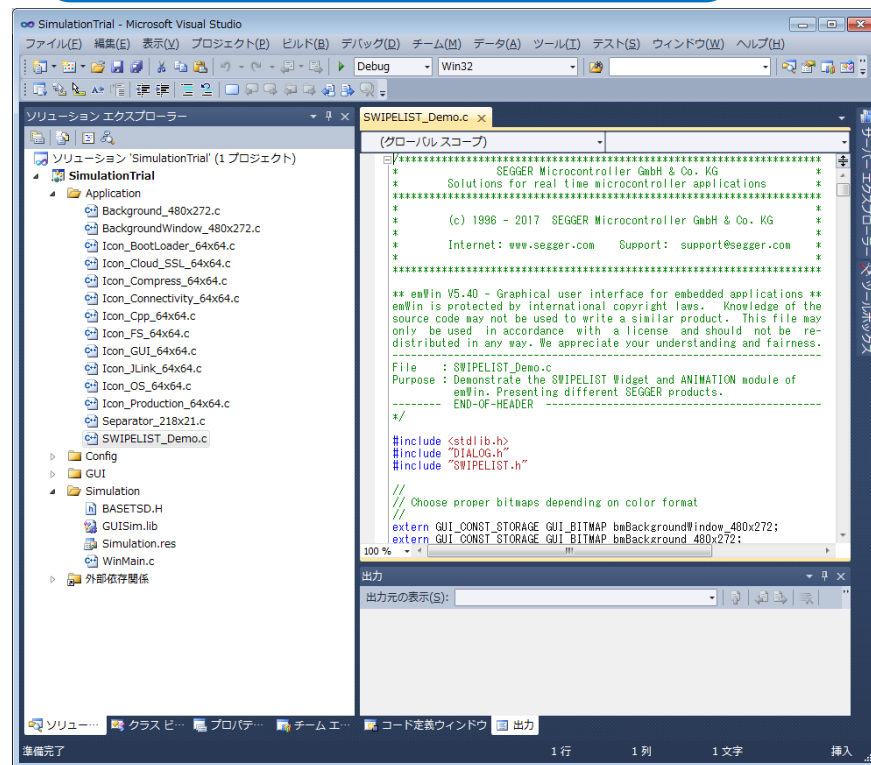 SimulationTrial - Microsoft Visual Studio
ファイル(F) 編集(E) 表示(V) プロジェクト(P) ビルド(B) デバッグ(D) チーム(M) データ(A) ツール(T) テスト(S) ウィンドウ(W) ヘルプ(H)
Debug Win32
ソリューション エクスプローラー
ソリューション 'SimulationTrial' (1 プロジェクト)
SimulationTrial
Application
Background_480x272.c
BackgroundWindow_480x272.c
Icon_BootLoader_64x64.c
Icon_Cloud_SSL_64x64.c
Icon_Compress_64x64.c
Icon_Connectivity_64x64.c
Icon_Cpp_64x64.c
Icon_FS_64x64.c
Icon_GUI_64x64.c
Icon_JLink_64x64.c
Icon_OS_64x64.c
Icon_Production_64x64.c
Separator_218x21.c
SWIPELIST_Demo.c
Config
GUI
Simulation
BASETSD.H
GUISim.lib
Simulation.res
WinMain.c
外部依存関係
ソリュー… クラス ビ… プロパテ… チーム エ…
SWIPELIST_Demo.c
(グローバル スコープ)
/*********************************************************************
* SEGGER Microcontroller GmbH & Co. KG *
* Solutions for real time microcontroller applications *
**********************************************************************
* *
* (c) 1996 - 2017 SEGGER Microcontroller GmbH & Co. KG *
* *
* Internet: www.segger.com Support: support@segger.com *
* *
**********************************************************************
** emWin V5.40 - Graphical user interface for embedded applications **
emWin is protected by international copyright laws. Knowledge of the
source code may not be used to write a similar product. This file may
only be used in accordance with a license and should not be re-
distributed in any way. We appreciate your understanding and fairness.
----------------------------------------------------------------------
File : SWIPELIST_Demo.c
Purpose : Demonstrate the SWIPELIST Widget and ANIMATION module of
emWin. Presenting different SEGGER products.
-------- END-OF-HEADER ---------------------------------------------
*/
#include <stdlib.h>
#include "DIALOG.h"
#include "SWIPELIST.h"
//
// Choose proper bitmaps depending on color format
//
extern GUI_CONST_STORAGE GUI_BITMAP bmBackgroundWindow_480x272;
extern GUI_CONST_STORAGE GUI_BITMAP bmBackground_480x272;
100 %
出力
出力元の表示(S):
コード定義ウィンドウ 出力
サーバー エクスプローラー
ツールボックス
準備完了 1 行 1 列 1 文字 挿入